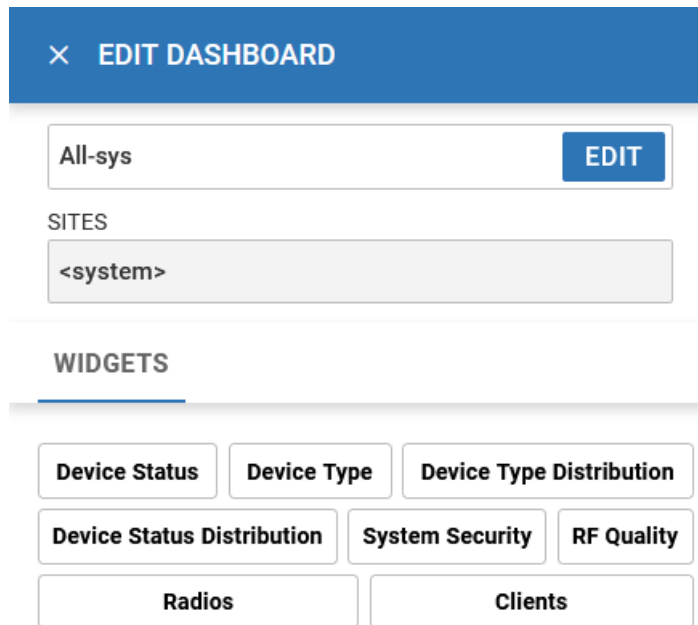 × EDIT DASHBOARD
All-sys EDIT
SITES
<system>
WIDGETS
Device Status Device Type Device Type Distribution
Device Status Distribution System Security RF Quality
Radios Clients